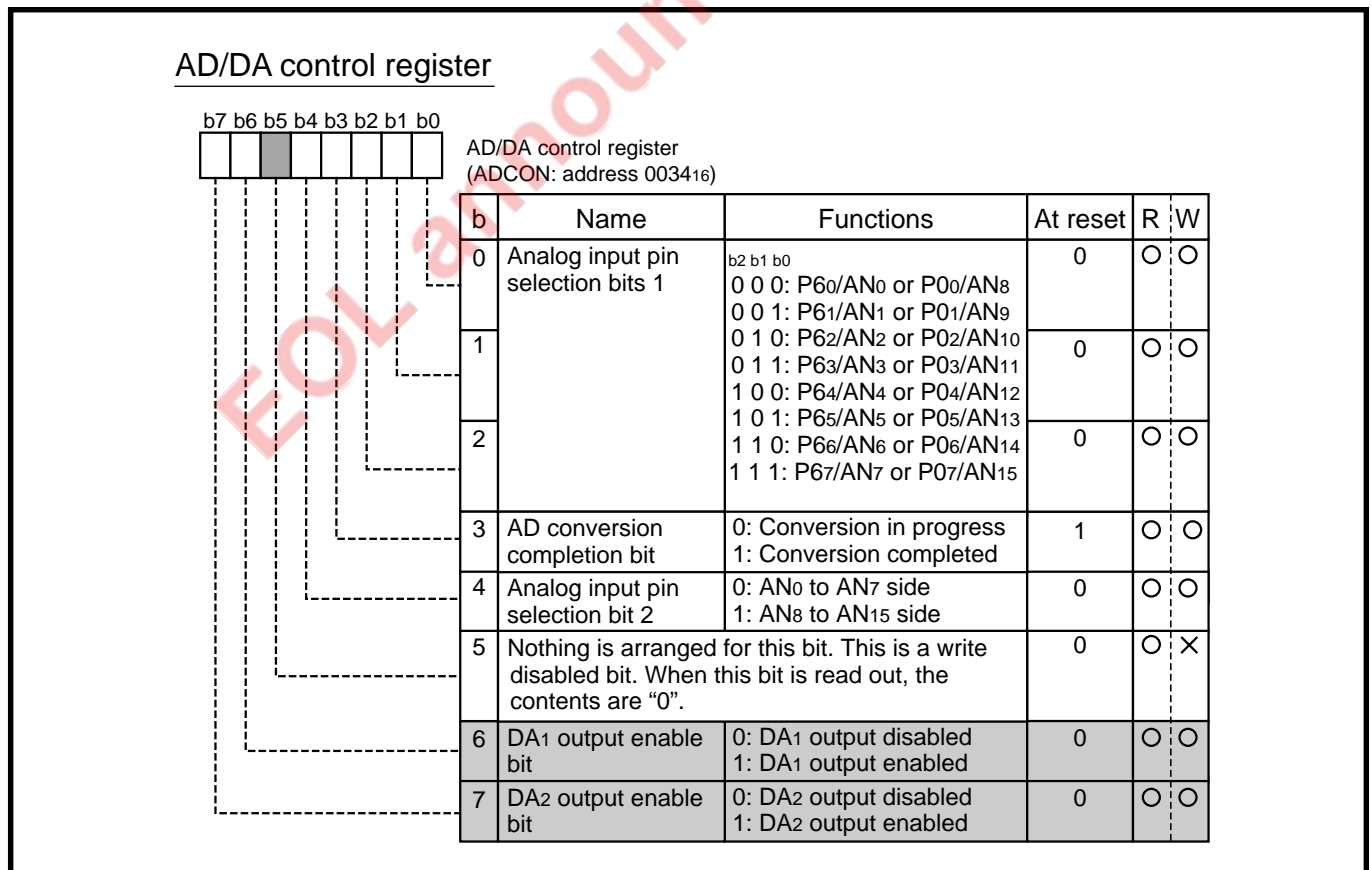 EOL announ
AD/DA control register
b7 b6 b5 b4 b3 b2 b1 b0
AD/DA control register
(ADCON: address 003416)
b Name Functions At reset R W
0 Analog input pin selection bits 1
b2 b1 b0
0 0 0: P60/AN0 or P00/AN8
0 0 1: P61/AN1 or P01/AN9
0 1 0: P62/AN2 or P02/AN10
0 1 1: P63/AN3 or P03/AN11
1 0 0: P64/AN4 or P04/AN12
1 0 1: P65/AN5 or P05/AN13
1 1 0: P66/AN6 or P06/AN14
1 1 1: P67/AN7 or P07/AN15
0 O O
1 0 O O
2 0 O O
3 AD conversion completion bit
0: Conversion in progress
1: Conversion completed
1 O O
4 Analog input pin selection bit 2
0: AN0 to AN7 side
1: AN8 to AN15 side
0 O O
5 Nothing is arranged for this bit. This is a write
disabled bit. When this bit is read out, the
contents are “0”.
0 O ×
6 DA1 output enable bit
0: DA1 output disabled
1: DA1 output enabled
0 O O
7 DA2 output enable bit
0: DA2 output disabled
1: DA2 output enabled
0 O O